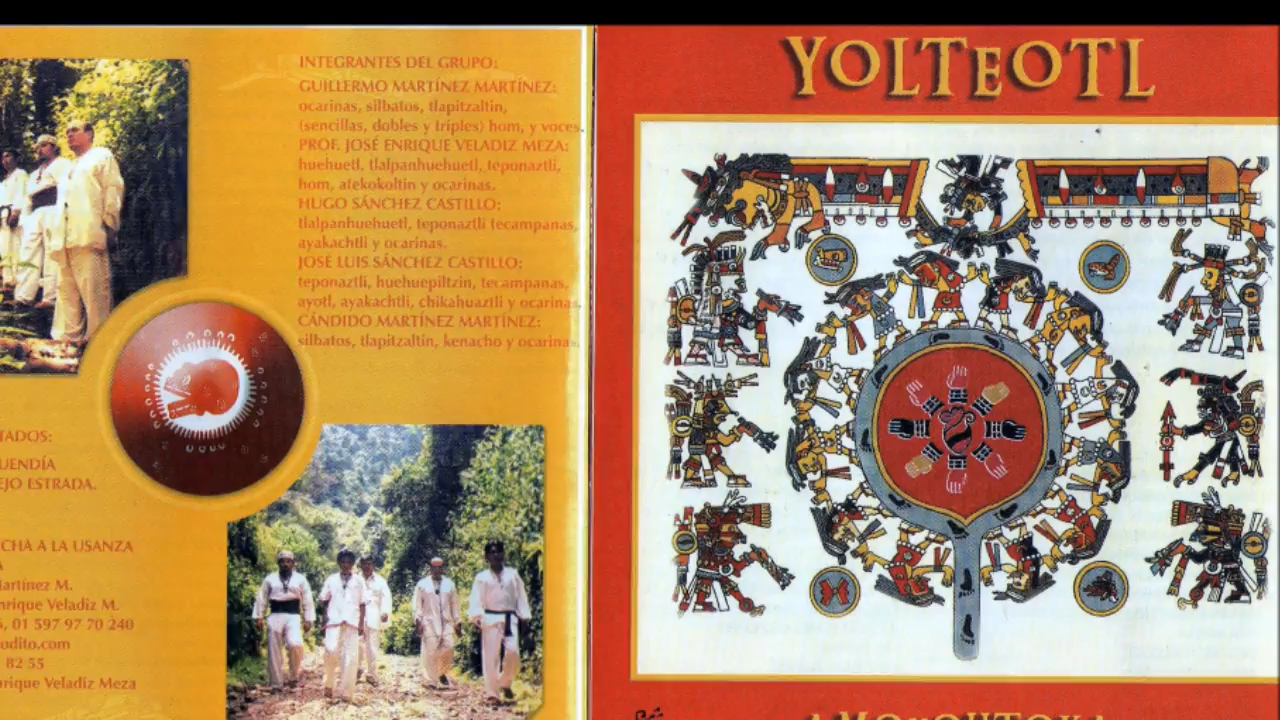 INTEGRANTES DEL GRUPO:
GUILLERMO MARTÍNEZ MARTÍNEZ:
ocarinas, silbatos, tlapitzaltin,
(sencillas, dobles y triples) hom, y voces.
PROF. JOSÉ ENRIQUE VELADIZ MEZA:
huehuetl, tlalpanhuehuetl, teponaztli,
hom, atekokoltin y ocarinas.
HUGO SÁNCHEZ CASTILLO:
tlalpanhuehuetl, teponaztli tecampanas,
ayakachtli y ocarinas.
JOSÉ LUIS SÁNCHEZ CASTILLO:
teponaztli, huehuepiltzin, tecampanas,
ayotl, ayakachtli, chikahuaztli y ocarinas.
CÁNDIDO MARTÍNEZ MARTÍNEZ:
silbatos, tlapitzaltin, kenacho y ocarinas.
TADOS:
UENDÍA
EJO ESTRADA.
CHA A LA USANZA
A
Martínez M.
nrique Veladiz M.
5, 01 597 97 70 240
udito.com
82 55
nrique Veladiz Meza
YOLTEOTL